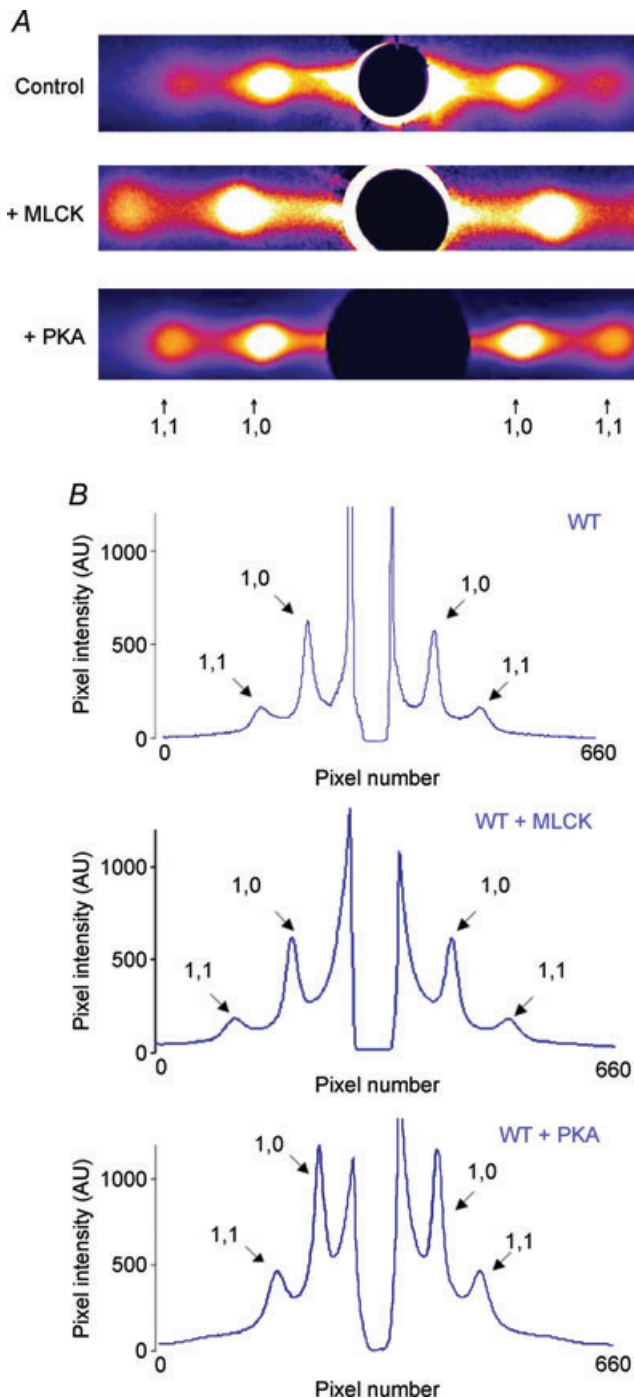 A
Control
+ MLCK
+ PKA
↑ ↑ ↑ ↑
1,1 1,0 1,0 1,1
B
WT
1000
500
0
Pixel intensity (AU)
1,0 1,0
1,1 1,1
0 660
Pixel number
WT + MLCK
1000
500
0
Pixel intensity (AU)
1,0 1,0
1,1 1,1
0 660
Pixel number
WT + PKA
1000
500
0
Pixel intensity (AU)
1,0 1,0
1,1 1,1
0 660
Pixel number